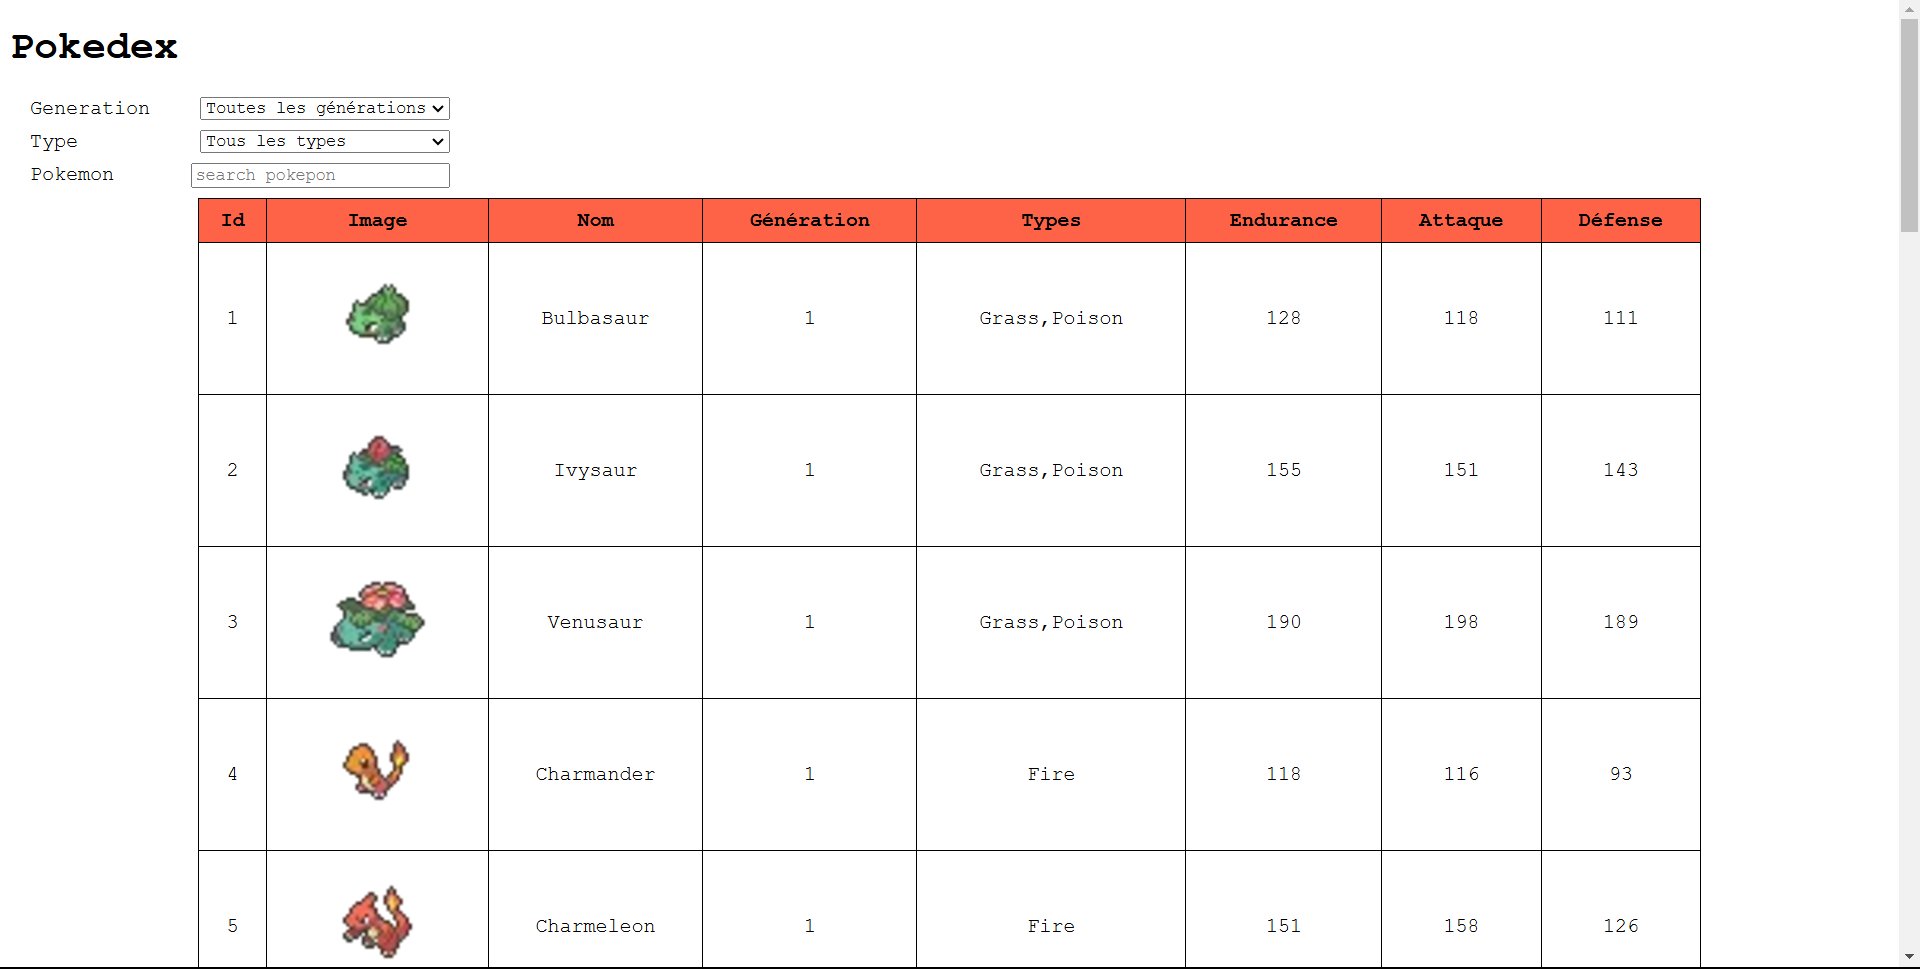 Pokedex
Generation Toutes les générations
Type Tous les types
Pokemon search pokepon
Id Image Nom Génération Types Endurance Attaque Défense
1 Bulbasaur 1 Grass,Poison 128 118 111
2 Ivysaur 1 Grass,Poison 155 151 143
3 Venusaur 1 Grass,Poison 190 198 189
4 Charmander 1 Fire 118 116 93
5 Charmeleon 1 Fire 151 158 126